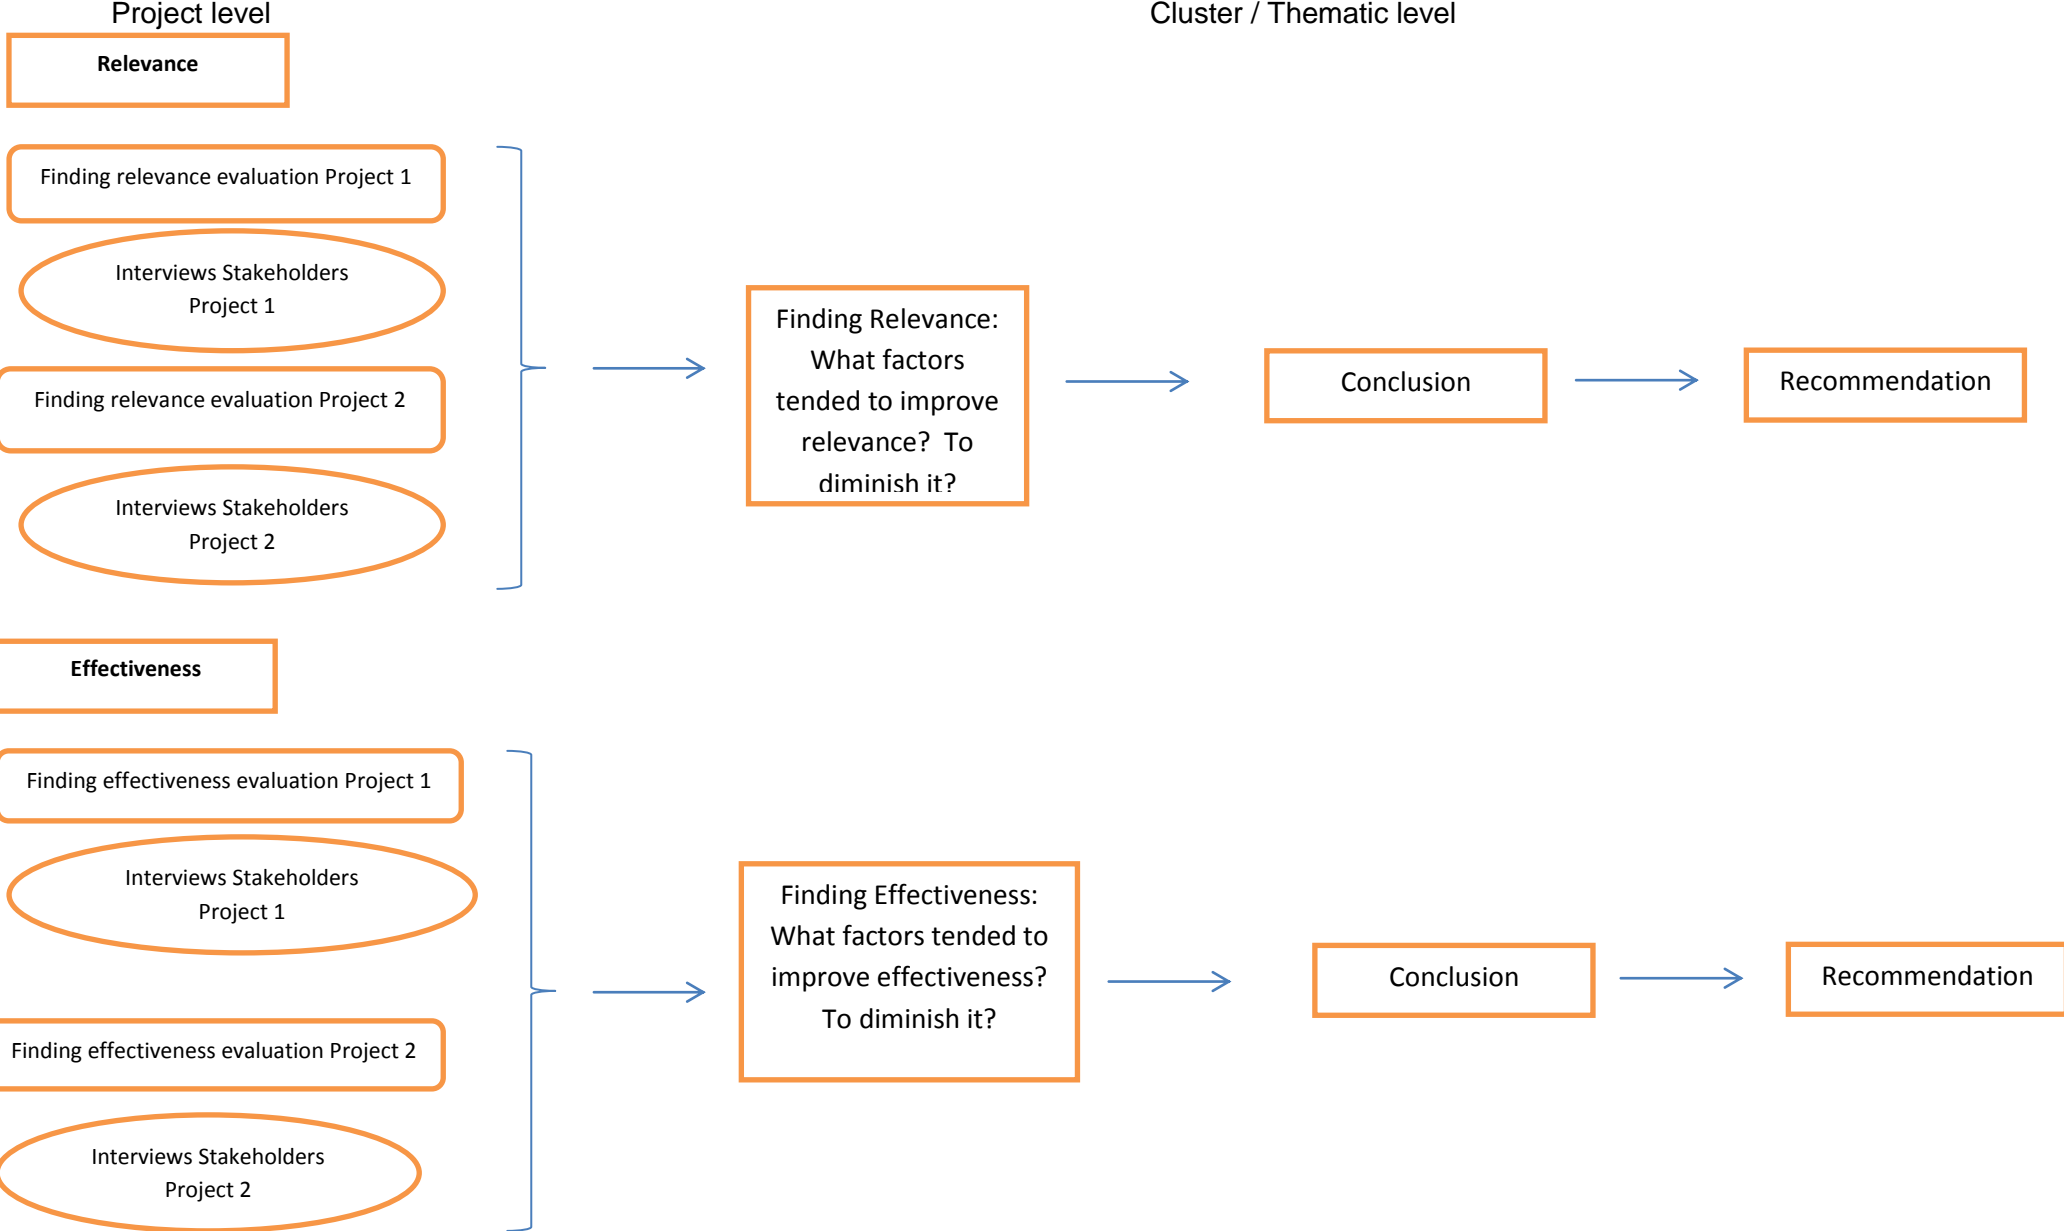 Project level
Cluster / Thematic level
Relevance
Finding relevance evaluation Project 1
Interviews Stakeholders
Project 1
Finding relevance evaluation Project 2
Interviews Stakeholders
Project 2
Finding Relevance:
What factors
tended to improve
relevance?  To
diminish it?
Conclusion
Recommendation
Effectiveness
Finding effectiveness evaluation Project 1
Interviews Stakeholders
Project 1
Finding effectiveness evaluation Project 2
Interviews Stakeholders
Project 2
Finding Effectiveness:
What factors tended to
improve effectiveness?
To diminish it?
Conclusion
Recommendation